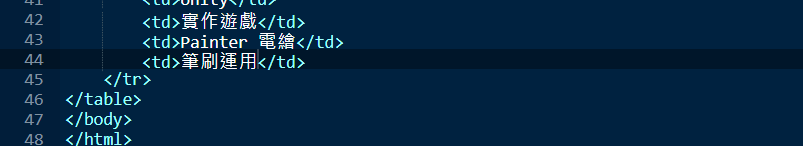 41 <td>Unity</td>
42 <td>實作遊戲</td>
43 <td>Painter 電繪</td>
44 <td>筆刷運用</td>
45 </tr>
46 </table>
47 </body>
48 </html>